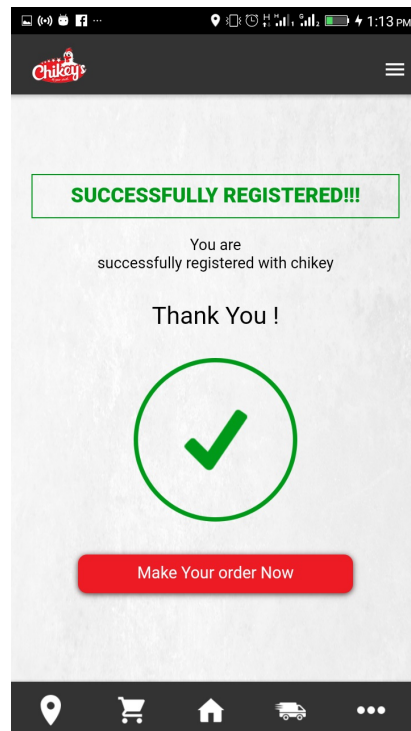 1:13 PM
Chikey's
SUCCESSFULLY REGISTERED!!!
You are
successfully registered with chikey
Thank You !
Make Your order Now